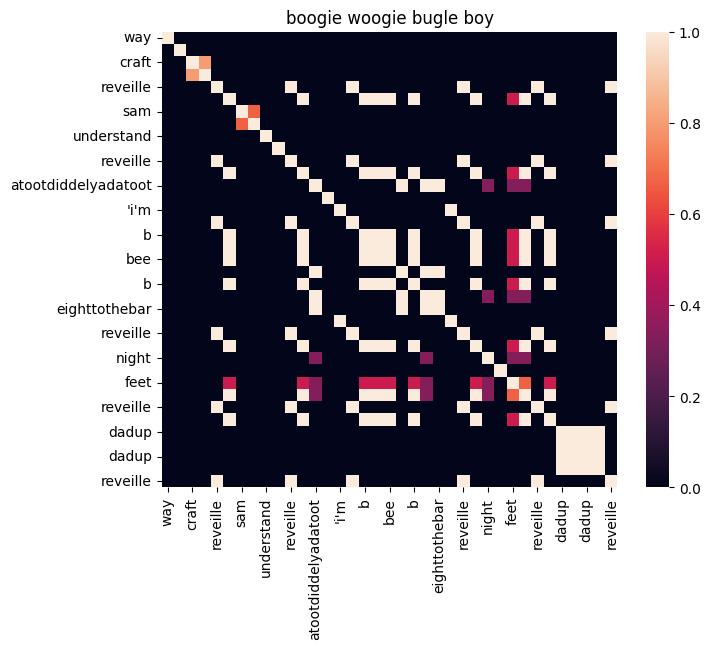 boogie woogie bugle boy
way
craft
reveille
sam
understand
reveille
atootdiddelyadatoot
'i'm
b
bee
b
eighttothebar
reveille
night
feet
reveille
dadup
dadup
reveille
1.0
0.8
0.6
0.4
0.2
0.0
way
craft
reveille
sam
understand
reveille
atootdiddelyadatoot
'i'm
b
bee
b
eighttothebar
reveille
night
feet
reveille
dadup
dadup
reveille